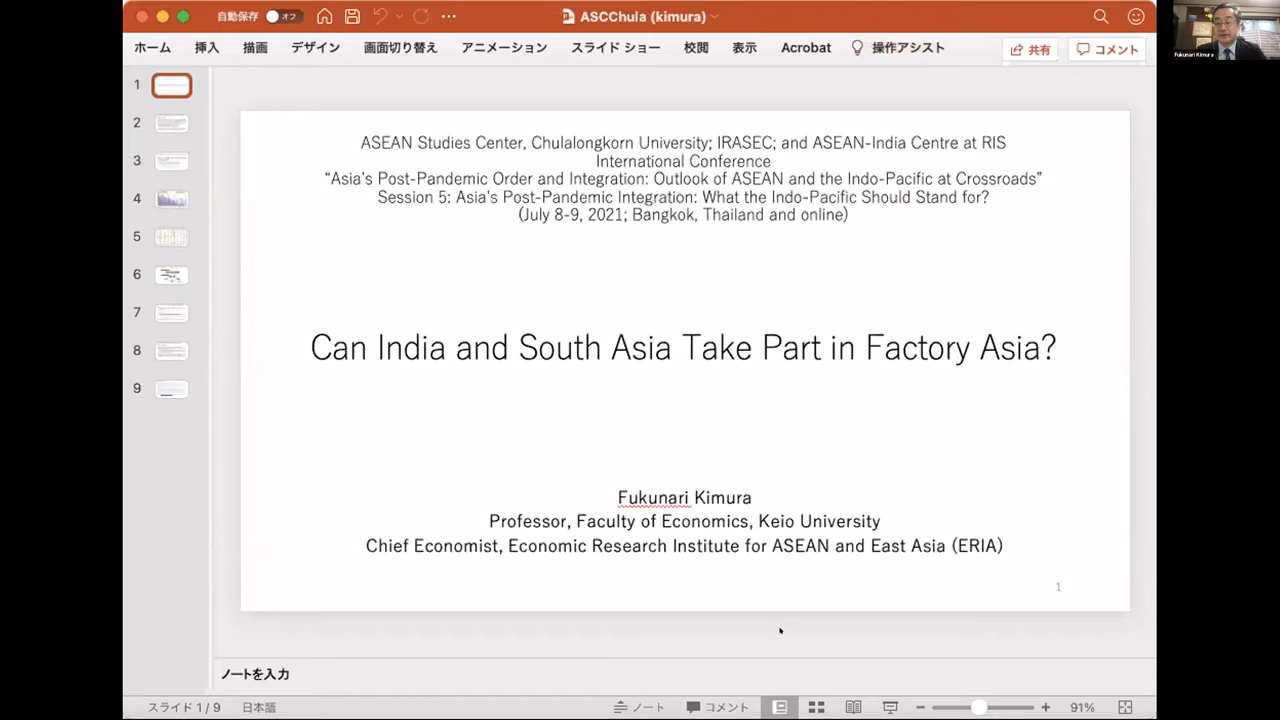 自動保存 オフ
ASCChula (kimura)
Fukunari Kimura
ホーム 挿入 描画 デザイン 画面切り替え アニメーション スライド ショー 校閲 表示 Acrobat 操作アシスト 共有 コメント
1
2
3
4
5
6
7
8
9
ASEAN Studies Center, Chulalongkorn University; IRASEC; and ASEAN-India Centre at RIS
International Conference
“Asia’s Post-Pandemic Order and Integration: Outlook of ASEAN and the Indo-Pacific at Crossroads”
Session 5: Asia’s Post-Pandemic Integration: What the Indo-Pacific Should Stand for?
(July 8-9, 2021; Bangkok, Thailand and online)
Can India and South Asia Take Part in Factory Asia?
Fukunari Kimura
Professor, Faculty of Economics, Keio University
Chief Economist, Economic Research Institute for ASEAN and East Asia (ERIA)
1
ノートを入力
スライド 1 / 9 日本語 ノート コメント 91%